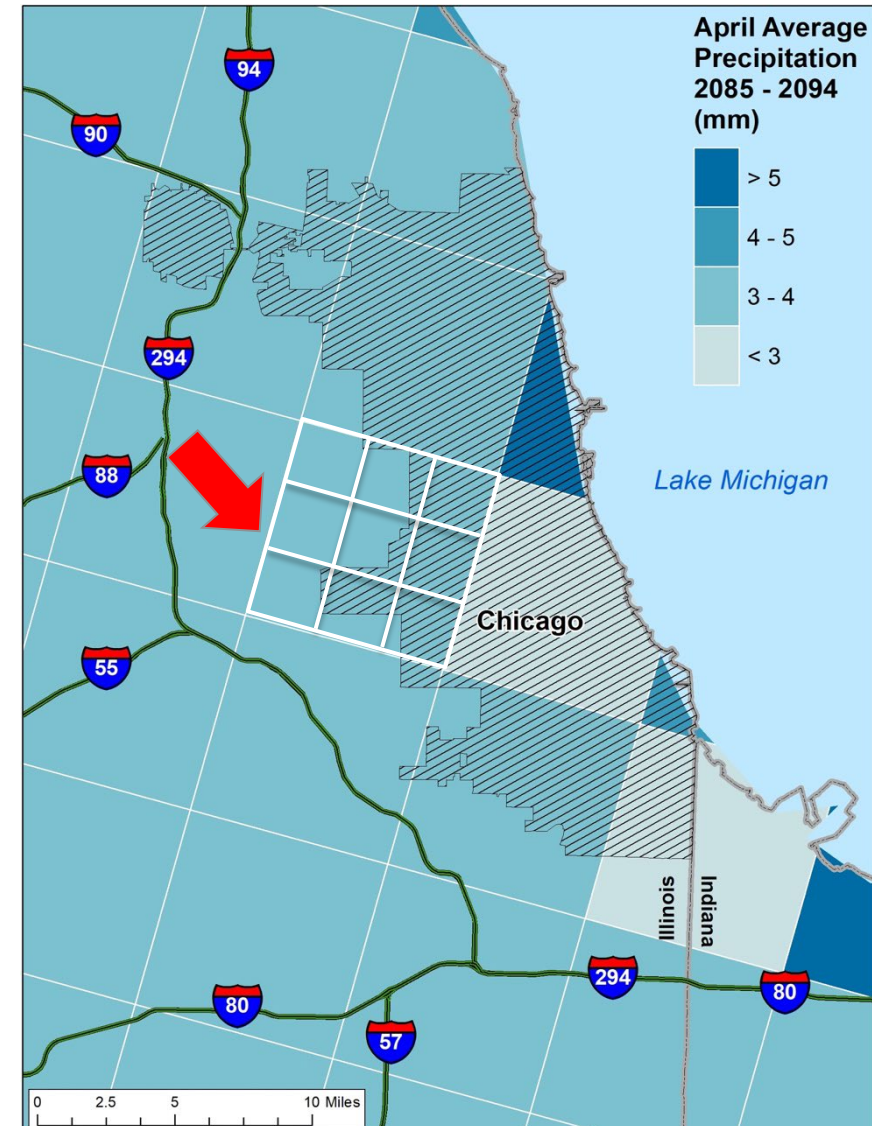 April Average
Precipitation
2085 - 2094
(mm)
> 5
4 - 5
3 - 4
< 3
94
90
294
88
Lake Michigan
Chicago
55
Illinois
Indiana
294
80
80
57
0 2.5 5 10 Miles